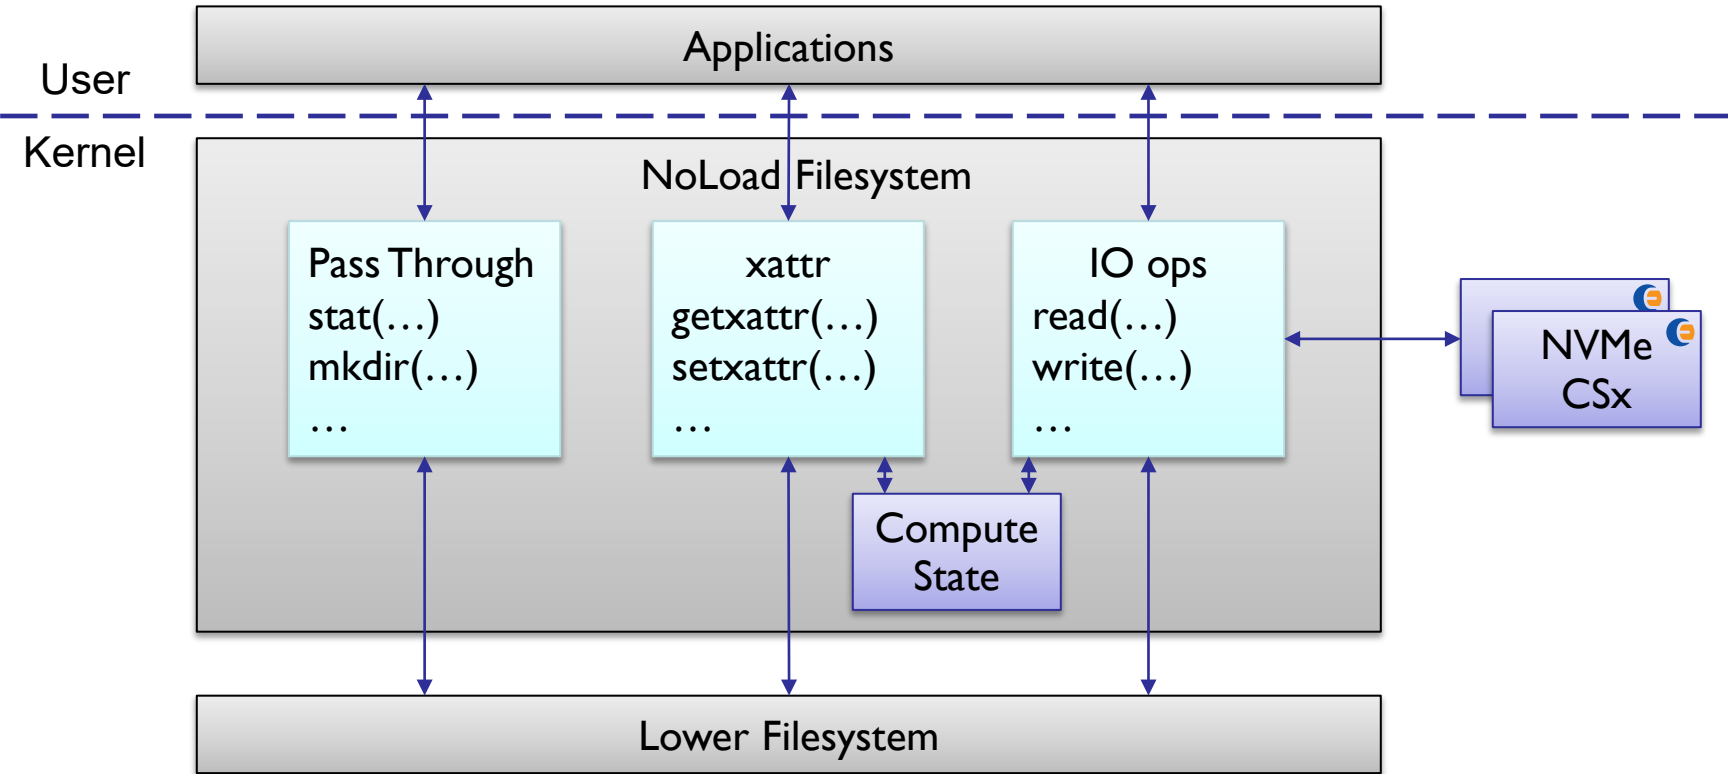 Applications
User
Kernel
NoLoad Filesystem
Pass Through
stat(...)
mkdir(...)
...
xattr
getxattr(...)
setxattr(...)
...
IO ops
read(...)
write(...)
...
NVMe
CSx
Compute
State
Lower Filesystem